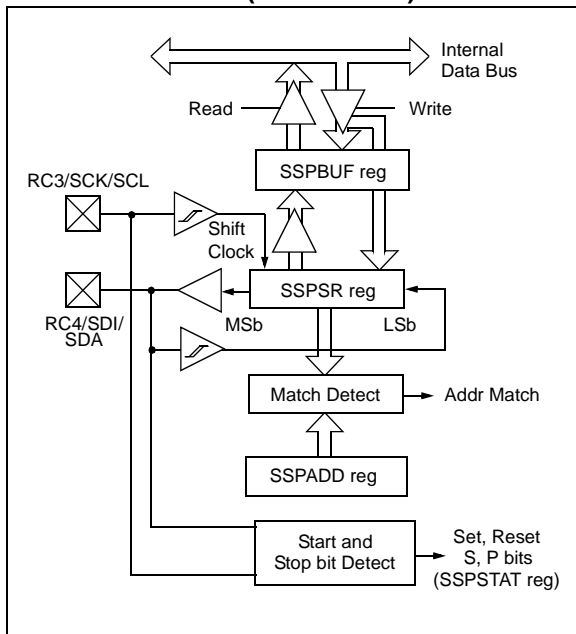 Internal
Data Bus
Read
Write
SSPBUF reg
RC3/SCK/SCL
Shift
Clock
SSPSR reg
MSb
LSb
RC4/SDI/
SDA
Match Detect
Addr Match
SSPADD reg
Start and
Stop bit Detect
Set, Reset
S, P bits
(SSPSTAT reg)